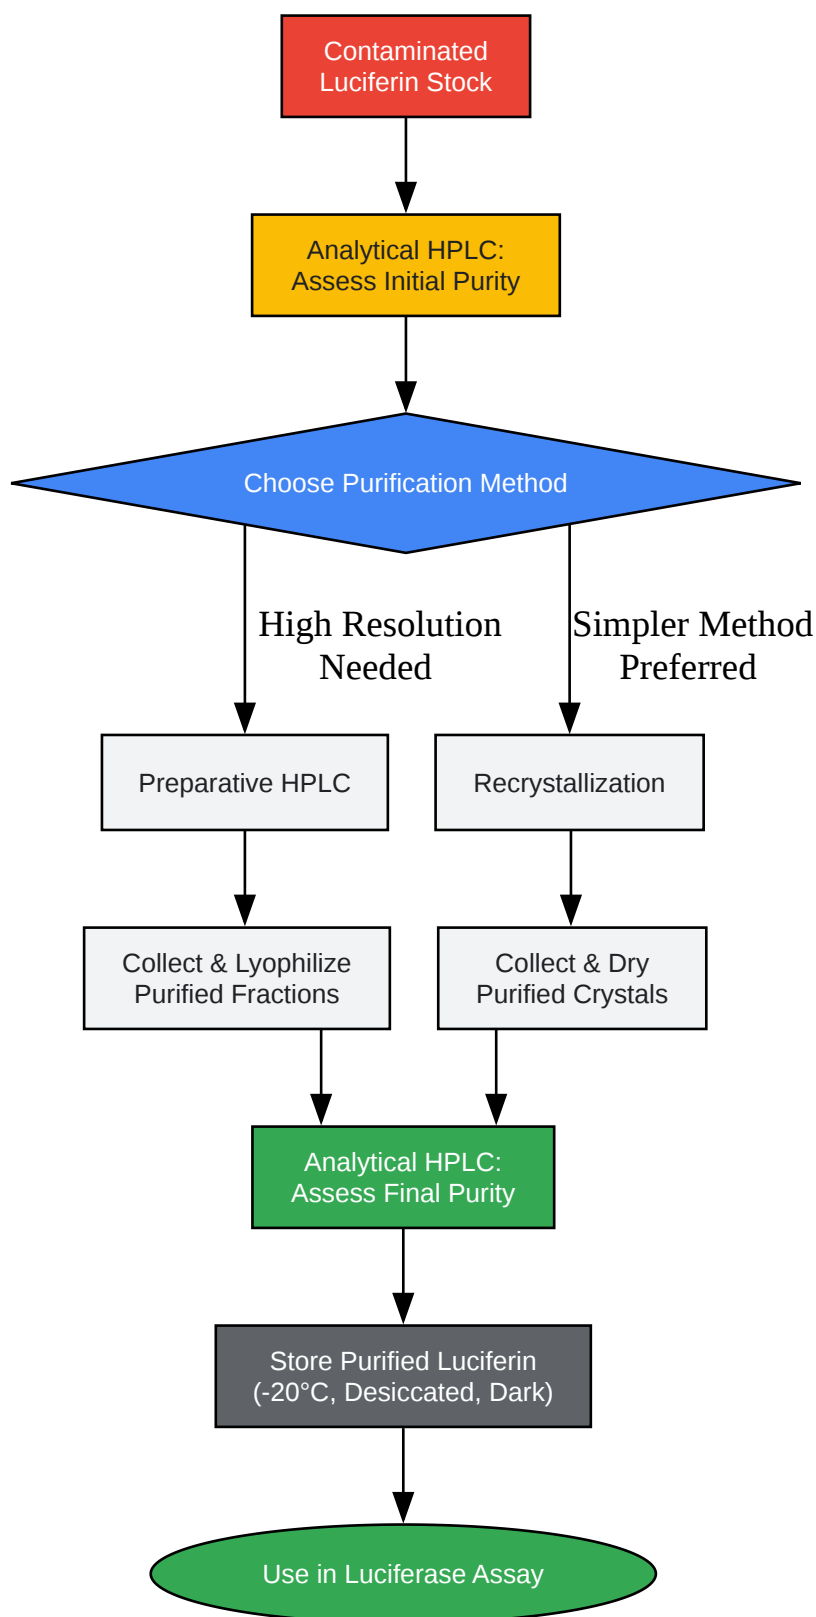 Contaminated
Luciferin Stock
Analytical HPLC:
Assess Initial Purity
Choose Purification Method
High Resolution
Needed
Simpler Method
Preferred
Preparative HPLC
Recrystallization
Collect & Lyophilize
Purified Fractions
Collect & Dry
Purified Crystals
Analytical HPLC:
Assess Final Purity
Store Purified Luciferin
(-20°C, Desiccated, Dark)
Use in Luciferase Assay